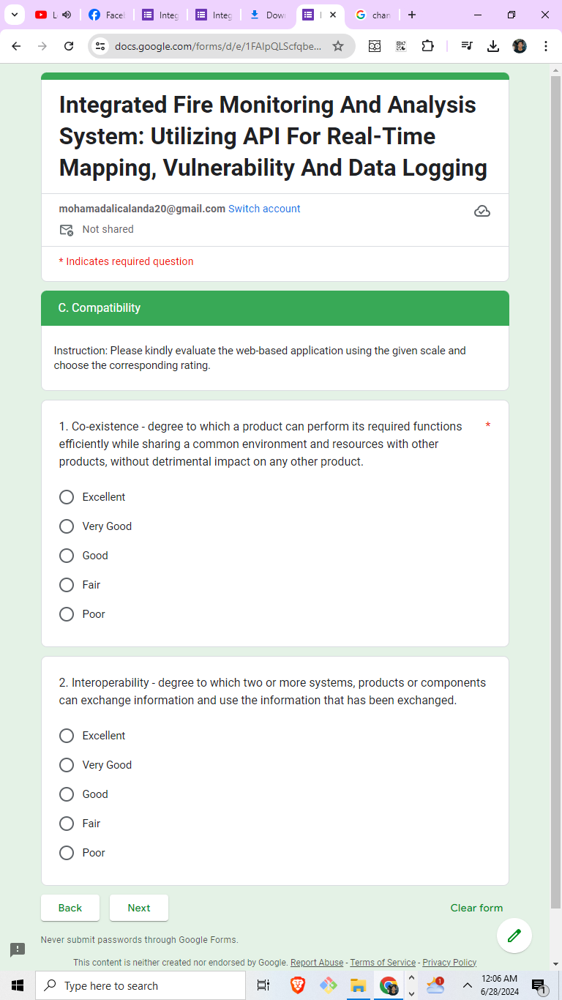 L
Face
Integ
Integ
Dow
chan
docs.google.com/forms/d/e/1FAIpQLScfqbe...
Integrated Fire Monitoring And Analysis
System: Utilizing API For Real-Time
Mapping, Vulnerability And Data Logging
mohamadalicalanda20@gmail.com Switch account
Not shared
* Indicates required question
C. Compatibility
Instruction: Please kindly evaluate the web-based application using the given scale and
choose the corresponding rating.
1. Co-existence - degree to which a product can perform its required functions *
efficiently while sharing a common environment and resources with other
products, without detrimental impact on any other product.
Excellent
Very Good
Good
Fair
Poor
2. Interoperability - degree to which two or more systems, products or components
can exchange information and use the information that has been exchanged.
Excellent
Very Good
Good
Fair
Poor
Back Next Clear form
Never submit passwords through Google Forms.
This content is neither created nor endorsed by Google. Report Abuse - Terms of Service - Privacy Policy
Type here to search
1
12:06 AM
6/28/2024
1